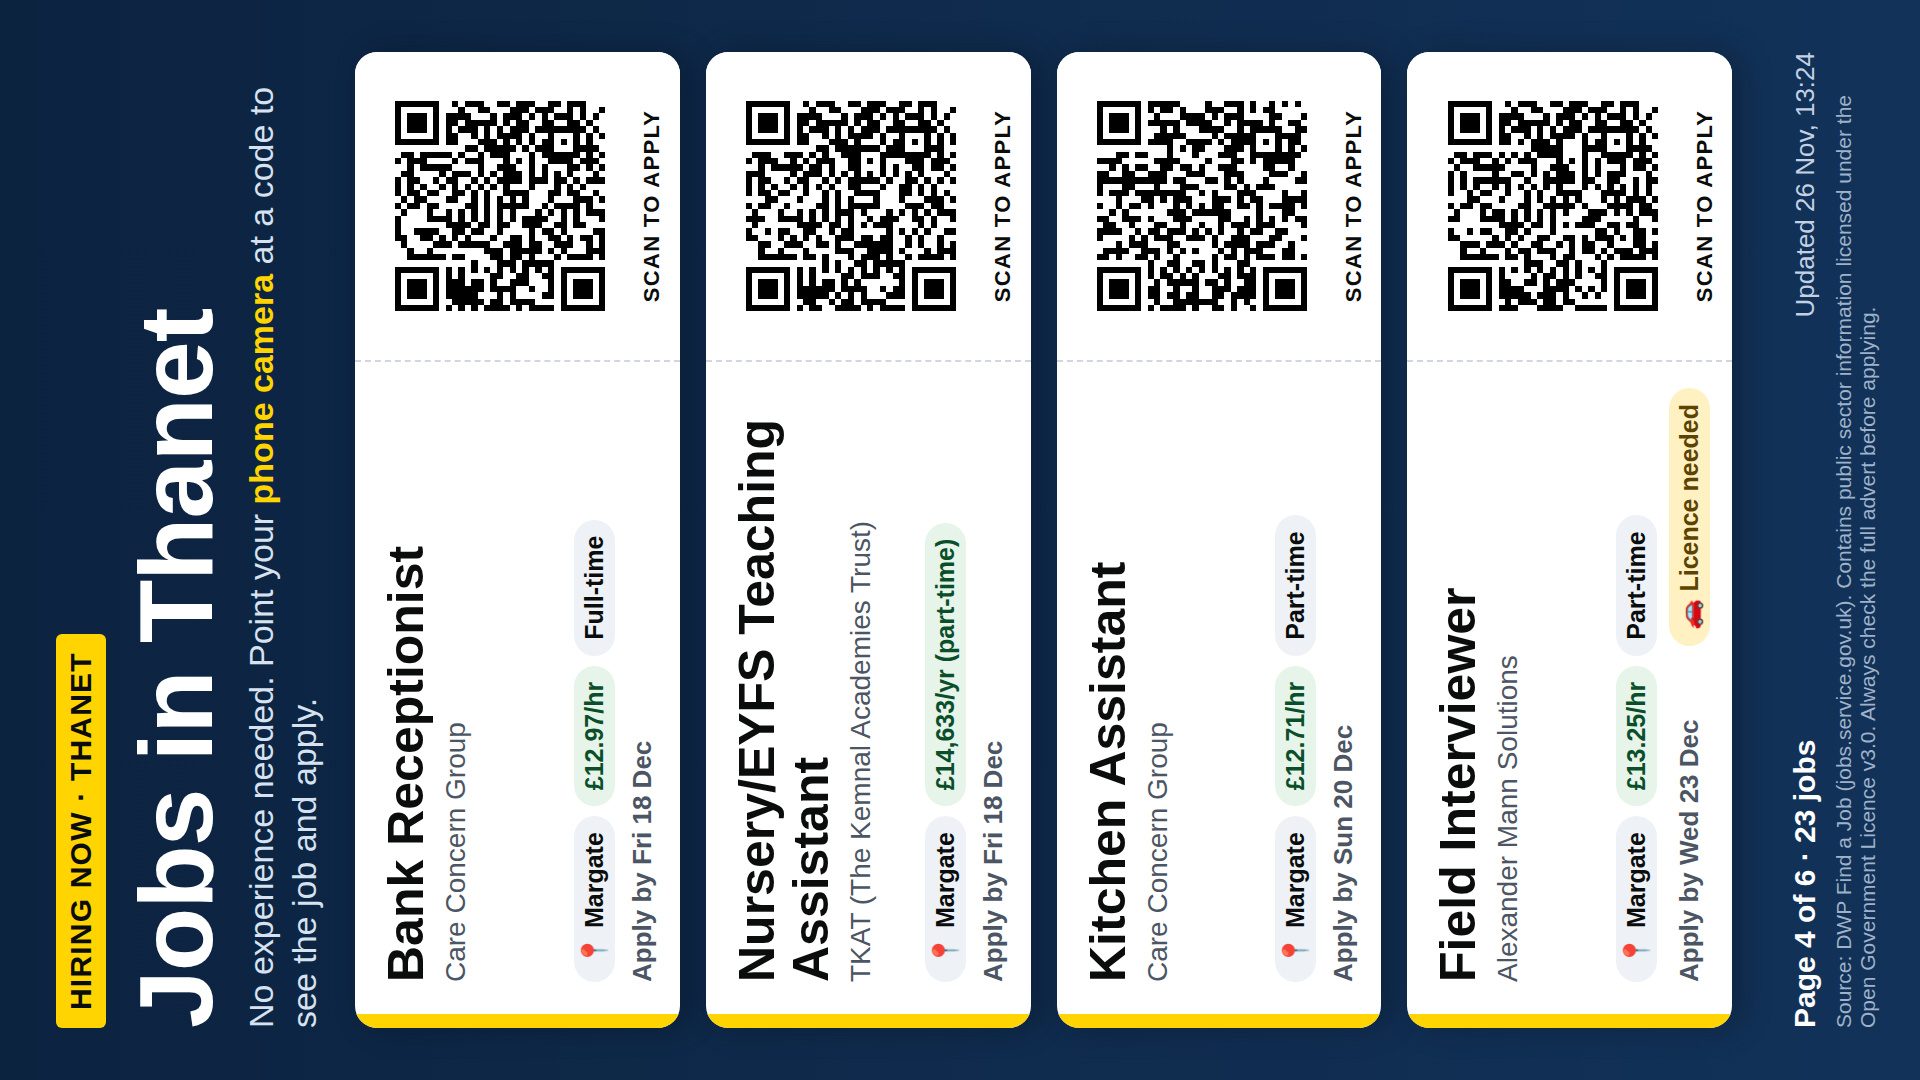 HIRING NOW · THANET
Jobs in Thanet
No experience needed. Point your phone camera at a code to
see the job and apply.
Bank Receptionist
Care Concern Group
📍 Margate
£12.97/hr
Full-time
Apply by Fri 18 Dec
SCAN TO APPLY
Nursery/EYFS Teaching
Assistant
TKAT (The Kemnal Academies Trust)
📍 Margate
£14,633/yr (part-time)
Apply by Fri 18 Dec
SCAN TO APPLY
Kitchen Assistant
Care Concern Group
📍 Margate
£12.71/hr
Part-time
Apply by Sun 20 Dec
SCAN TO APPLY
Field Interviewer
Alexander Mann Solutions
📍 Margate
£13.25/hr
Part-time
Apply by Wed 23 Dec
🚗 Licence needed
SCAN TO APPLY
Page 4 of 6 · 23 jobs
Updated 26 Nov, 13:24
Source: DWP Find a Job (jobs.service.gov.uk). Contains public sector information licensed under the
Open Government Licence v3.0. Always check the full advert before applying.